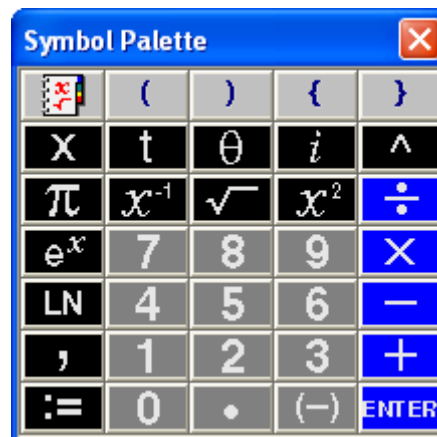 Symbol Palette
( ) { }
X t θ i ^
π x⁻¹ √ x² ÷
eˣ 7 8 9 ×
LN 4 5 6 −
, 1 2 3 +
:= 0 . (−) ENTER